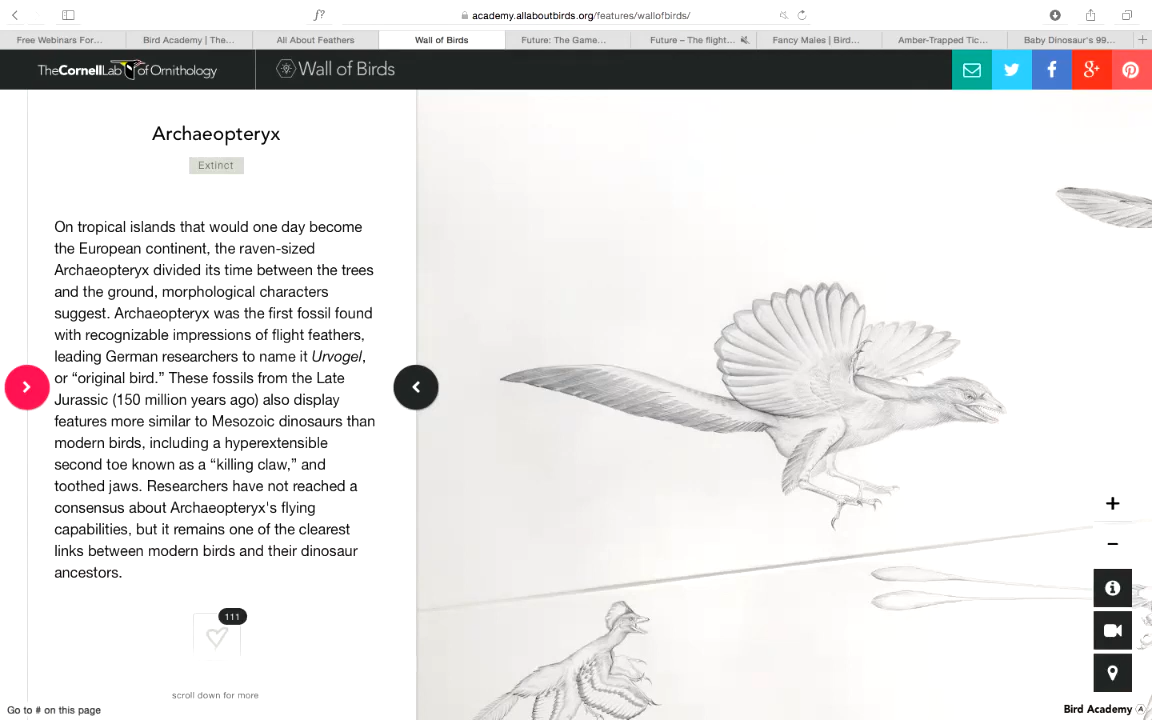 academy.allaboutbirds.org/features/wallofbirds/
Free Webinars For...
Bird Academy | The...
All About Feathers
Wall of Birds
Future: The Game...
Future – The flight...
Fancy Males | Bird...
Amber-Trapped Tic...
Baby Dinosaur's 99...
TheCornellLab of Ornithology
Wall of Birds
Archaeopteryx
Extinct
On tropical islands that would one day become
the European continent, the raven-sized
Archaeopteryx divided its time between the trees
and the ground, morphological characters
suggest. Archaeopteryx was the first fossil found
with recognizable impressions of flight feathers,
leading German researchers to name it Urvogel,
or “original bird.” These fossils from the Late
Jurassic (150 million years ago) also display
features more similar to Mesozoic dinosaurs than
modern birds, including a hyperextensible
second toe known as a “killing claw,” and
toothed jaws. Researchers have not reached a
consensus about Archaeopteryx's flying
capabilities, but it remains one of the clearest
links between modern birds and their dinosaur
ancestors.
111
scroll down for more
Go to # on this page
Bird Academy